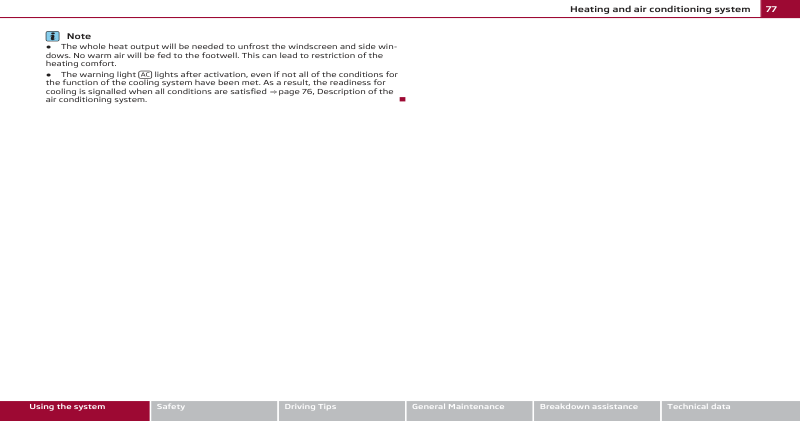 Heating and air conditioning system 77
Note
● The whole heat output will be needed to unfrost the windscreen and side win-
dows. No warm air will be fed to the footwell. This can lead to restriction of the
heating comfort.
● The warning light AC lights after activation, even if not all of the conditions for
the function of the cooling system have been met. As a result, the readiness for
cooling is signalled when all conditions are satisfied ⇒ page 76, Description of the
air conditioning system.
Using the system Safety Driving Tips General Maintenance Breakdown assistance Technical data